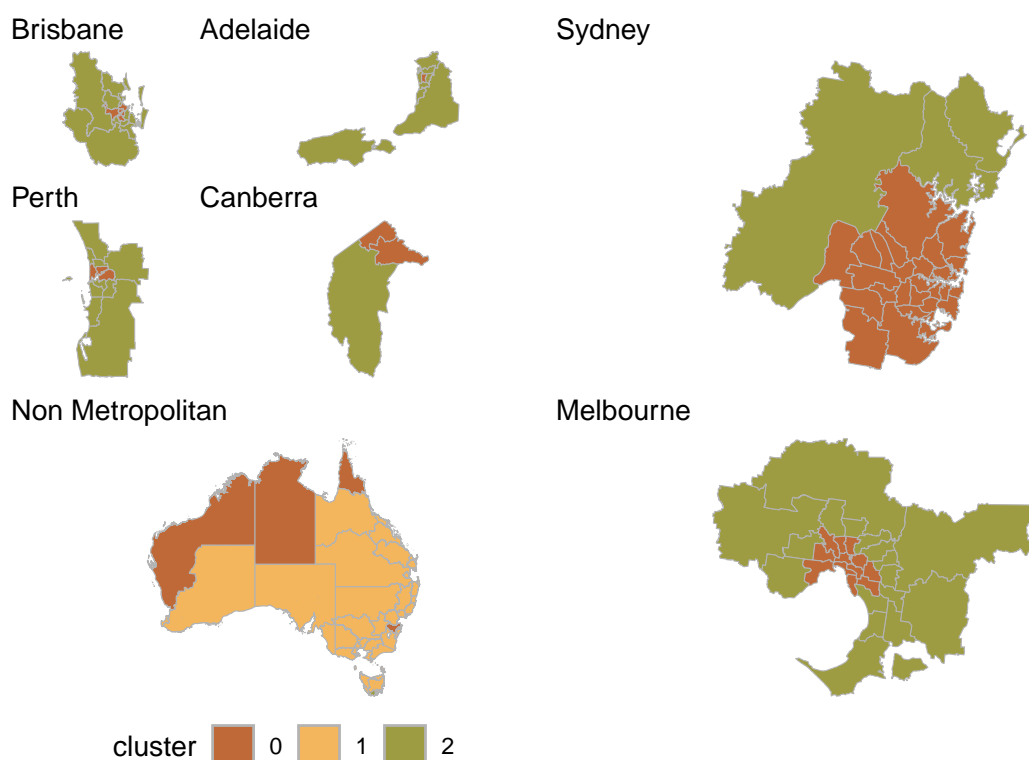 Brisbane
Adelaide
Sydney
Perth
Canberra
Non Metropolitan
Melbourne
cluster 0 1 2